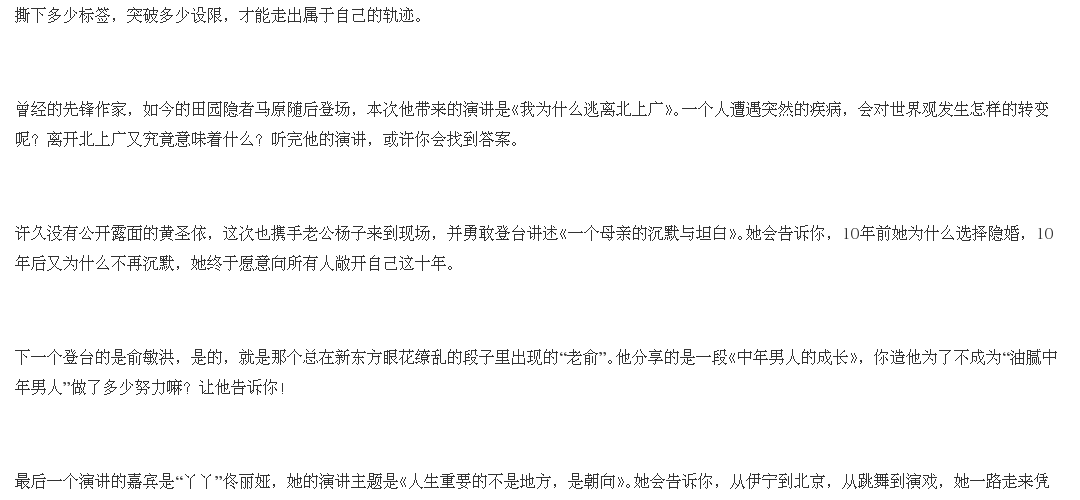 撕下多少标签，突破多少设限，才能走出属于自己的轨迹。
曾经的先锋作家，如今的田园隐者马原随后登场，本次他带来的演讲是《我为什么逃离北上广》。一个人遭遇突然的疾病，会对世界观发生怎样的转变
呢？离开北上广又究竟意味着什么？听完他的演讲，或许你会找到答案。
许久没有公开露面的黄圣依，这次也携手老公杨子来到现场，并勇敢登台讲述《一个母亲的沉默与坦白》。她会告诉你，10年前她为什么选择隐婚，10
年后又为什么不再沉默，她终于愿意向所有人敞开自己这十年。
下一个登台的是俞敏洪，是的，就是那个总在新东方眼花缭乱的段子里出现的“老俞”。他分享的是一段《中年男人的成长》，你造他为了不成为“油腻中
年男人”做了多少努力嘛？让他告诉你！
最后一个演讲的嘉宾是“丫丫”佟丽娅，她的演讲主题是《人生重要的不是地方，是朝向》。她会告诉你，从伊宁到北京，从跳舞到演戏，她一路走来凭